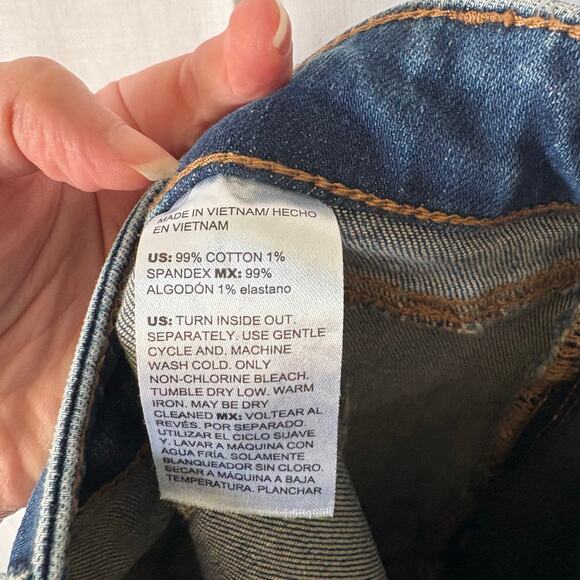 MADE IN VIETNAM/ HECHO
EN VIETNAM
US: 99% COTTON 1%
SPANDEX MX: 99%
ALGODÓN 1% elastano
US: TURN INSIDE OUT.
SEPARATELY. USE GENTLE
CYCLE AND. MACHINE
WASH COLD. ONLY
NON-CHLORINE BLEACH.
TUMBLE DRY LOW. WARM
IRON. MAY BE DRY
CLEANED MX: VOLTEAR AL
REVÉS, POR SEPARADO.
UTILIZAR EL CICLO SUAVE
Y. LAVAR A MÁQUINA CON
AGUA FRÍA. SOLAMENTE
BLANQUEADOR SIN CLORO.
SECAR A MÁQUINA A BAJA
TEMPERATURA. PLANCHAR